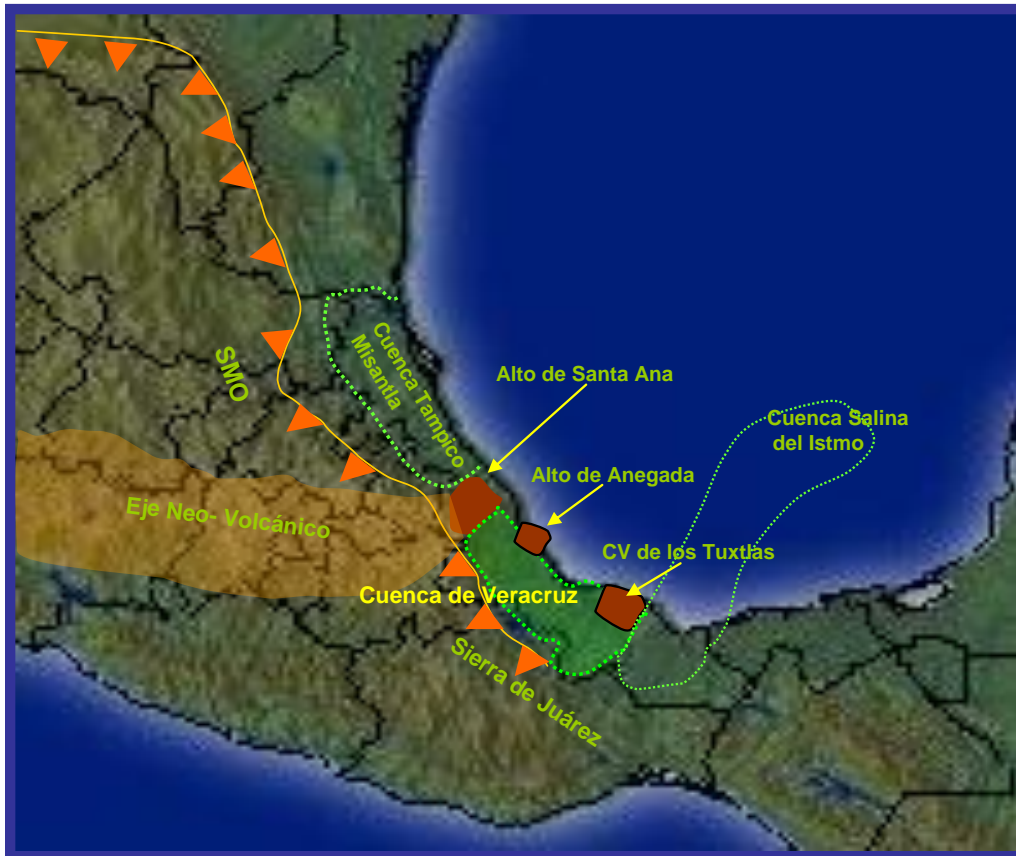 Cuenca Tampico
Misantla
SMO
Alto de Santa Ana
Cuenca Salina
del Istmo
Alto de Anegada
Eje Neo- Volcánico
CV de los Tuxtlas
Cuenca de Veracruz
Sierra de Juárez